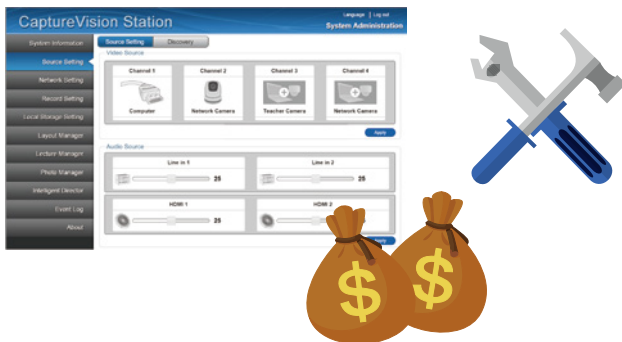 CaptureVision Station
Language | Log out
System Administration
System Information
Source Setting
Network Setting
Record Setting
Local Storage Setting
Layout Manager
Lecture Manager
Photo Manager
Intelligent Director
Event Log
About
Source Setting
Discovery
Video Source
Channel 1
Channel 2
Channel 3
Channel 4
Computer
Network Camera
Teacher Camera
Network Camera
Apply
Audio Source
Line in 1
Line in 2
25
25
HDMI 1
HDMI 2
25
Apply
$
$